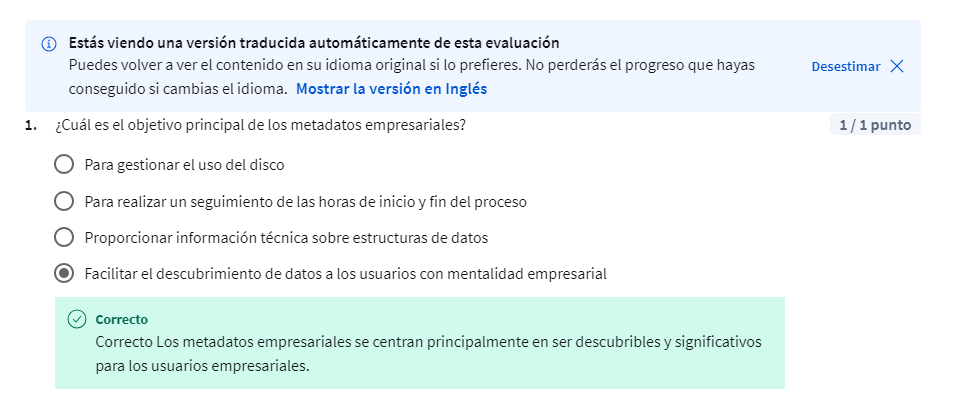 Estás viendo una versión traducida automáticamente de esta evaluación
Puedes volver a ver el contenido en su idioma original si lo prefieres. No perderás el progreso que hayas
conseguido si cambias el idioma. Mostrar la versión en Inglés
Desestimar
1. ¿Cuál es el objetivo principal de los metadatos empresariales?
1 / 1 punto
Para gestionar el uso del disco
Para realizar un seguimiento de las horas de inicio y fin del proceso
Proporcionar información técnica sobre estructuras de datos
Facilitar el descubrimiento de datos a los usuarios con mentalidad empresarial
Correcto
Correcto Los metadatos empresariales se centran principalmente en ser descubribles y significativos
para los usuarios empresariales.